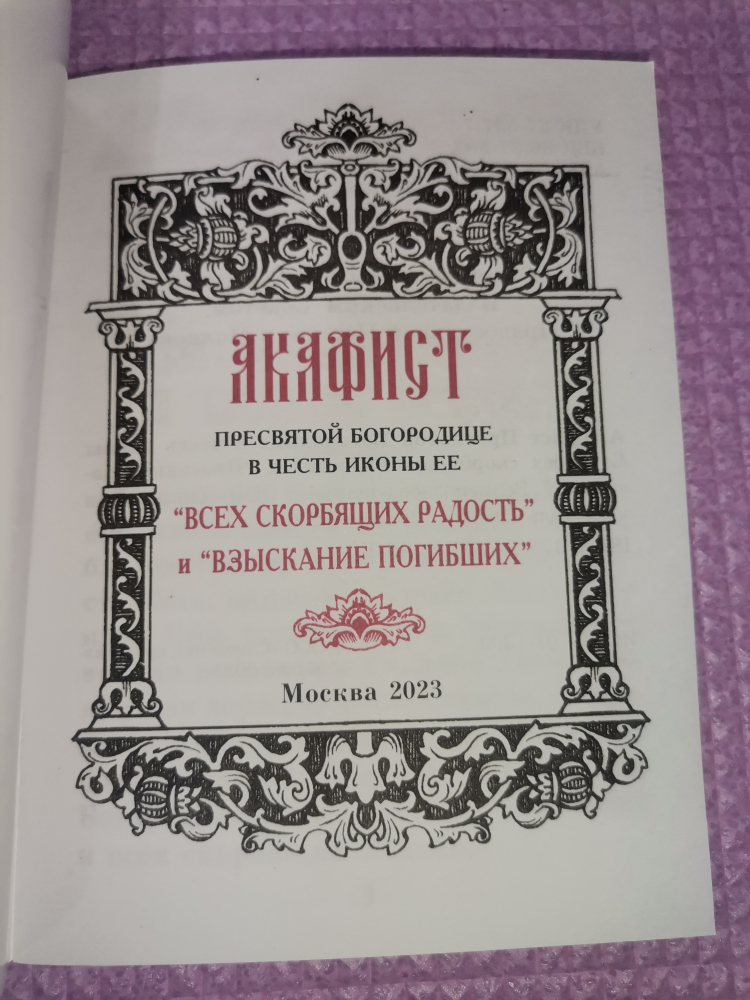 АКАФИСТ
ПРЕСВЯТОЙ БОГОРОДИЦЕ
В ЧЕСТЬ ИКОНЫ ЕЕ
“ВСЕХ СКОРБЯЩИХ РАДОСТЬ”
и “ВЗЫСКАНИЕ ПОГИБШИХ”
Москва 2023